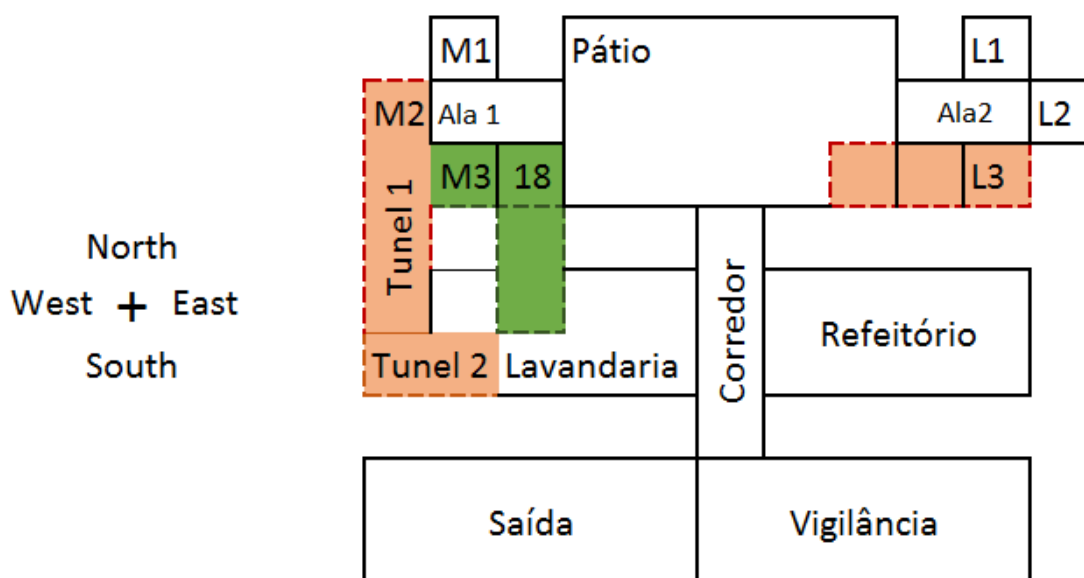 M1
Pátio
L1
M2
Ala 1
Ala2
L2
M3
18
L3
Tunel 1
North
West + East
South
Corredor
Refeitório
Tunel 2
Lavandaria
Saída
Vigilância